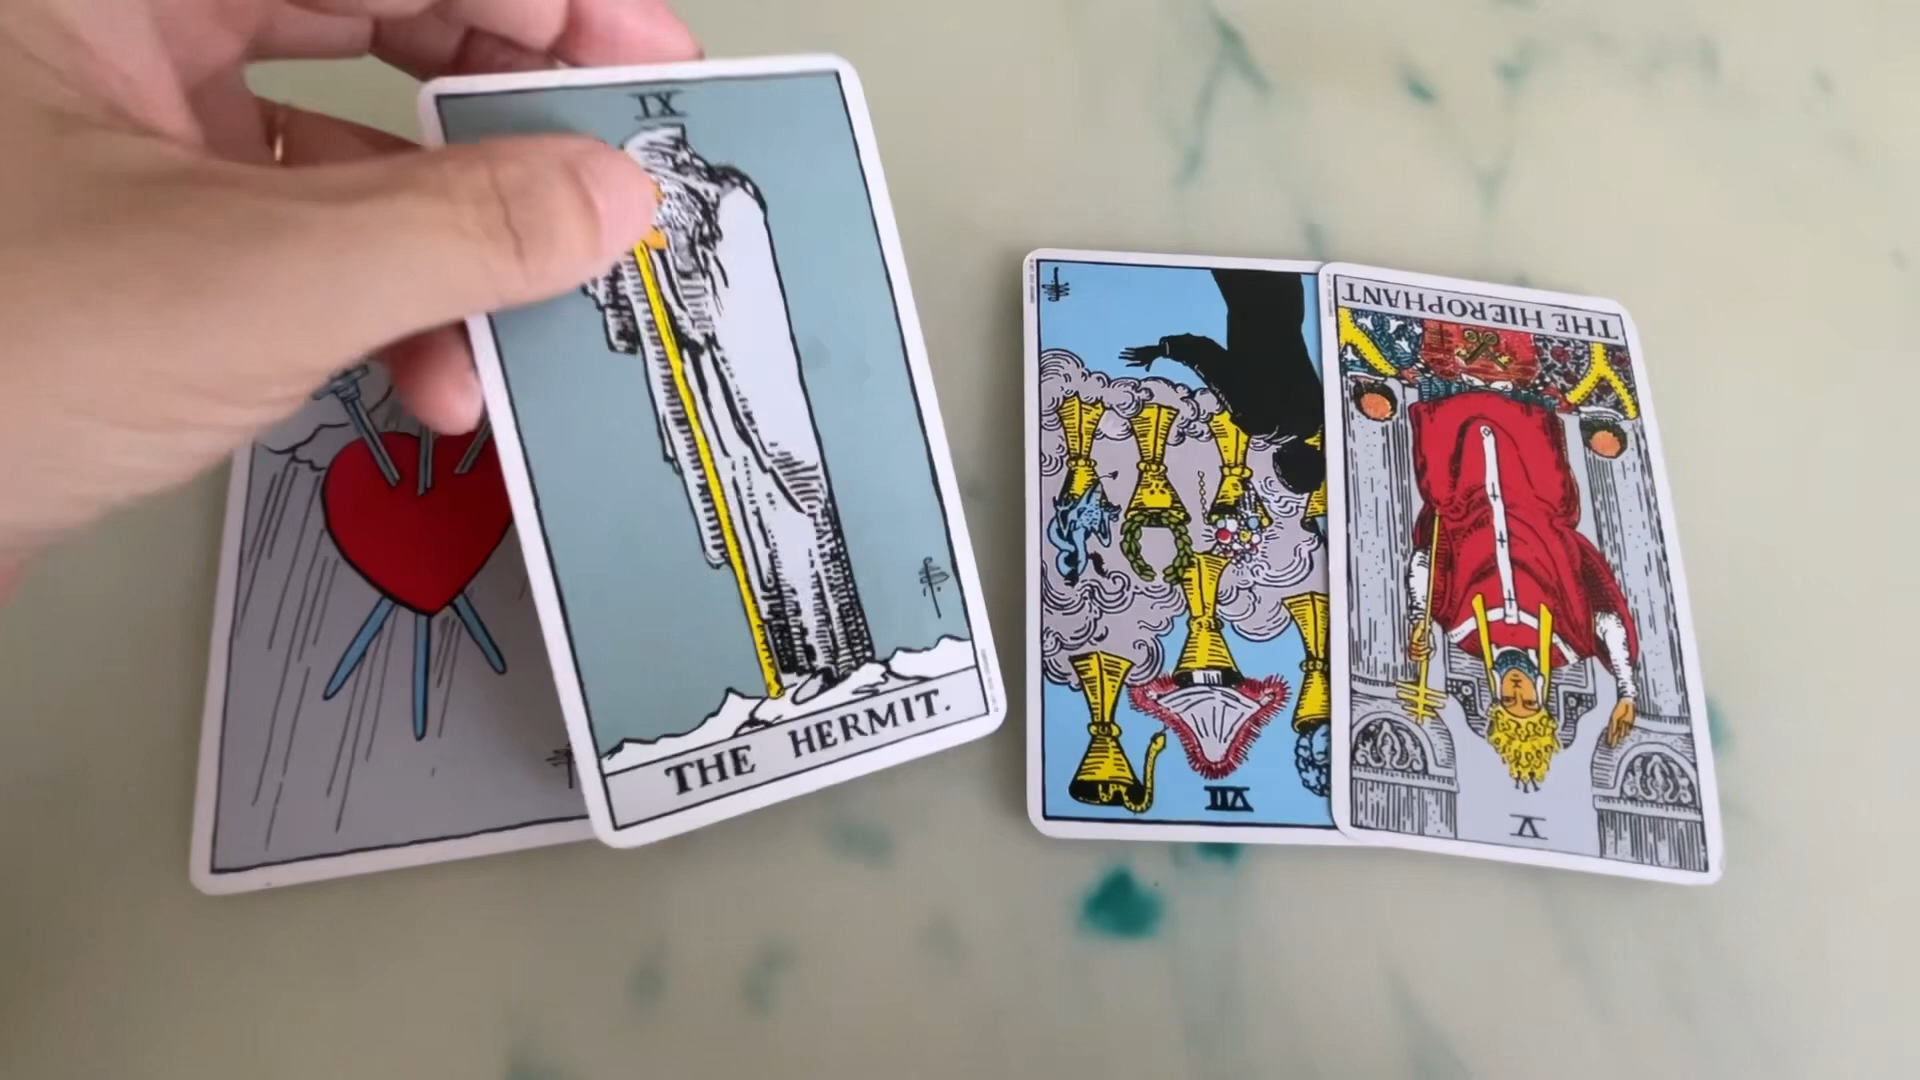 IX
THE HERMIT.
THE HIEROPHANT
VII
V